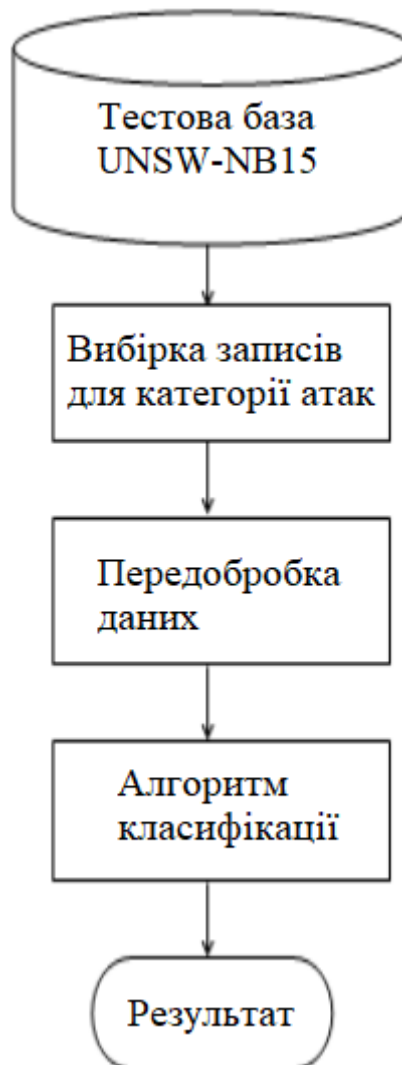 Тестова база
UNSW-NB15
Вибірка записів
для категорії атак
Передобробка
даних
Алгоритм
класифікації
Результат